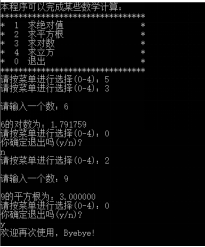 本程序可以完成某些数学计算:
********************************
*  1  求绝对值                *
*  2  求平方根                *
*  3  求对数                  *
*  4  求立方                  *
*  0  退出                    *
********************************
请按菜单进行选择(0-4): 5
请按菜单进行选择(0-4): 3
请输入一个数: 6
6的对数为: 1.791759
请按菜单进行选择(0-4): 0
你确定退出吗(y/n)?
n
请按菜单进行选择(0-4): 2
请输入一个数: 9
9的平方根为: 3.000000
请按菜单进行选择(0-4): 0
你确定退出吗(y/n)?
y
欢迎再次使用, Byebye!